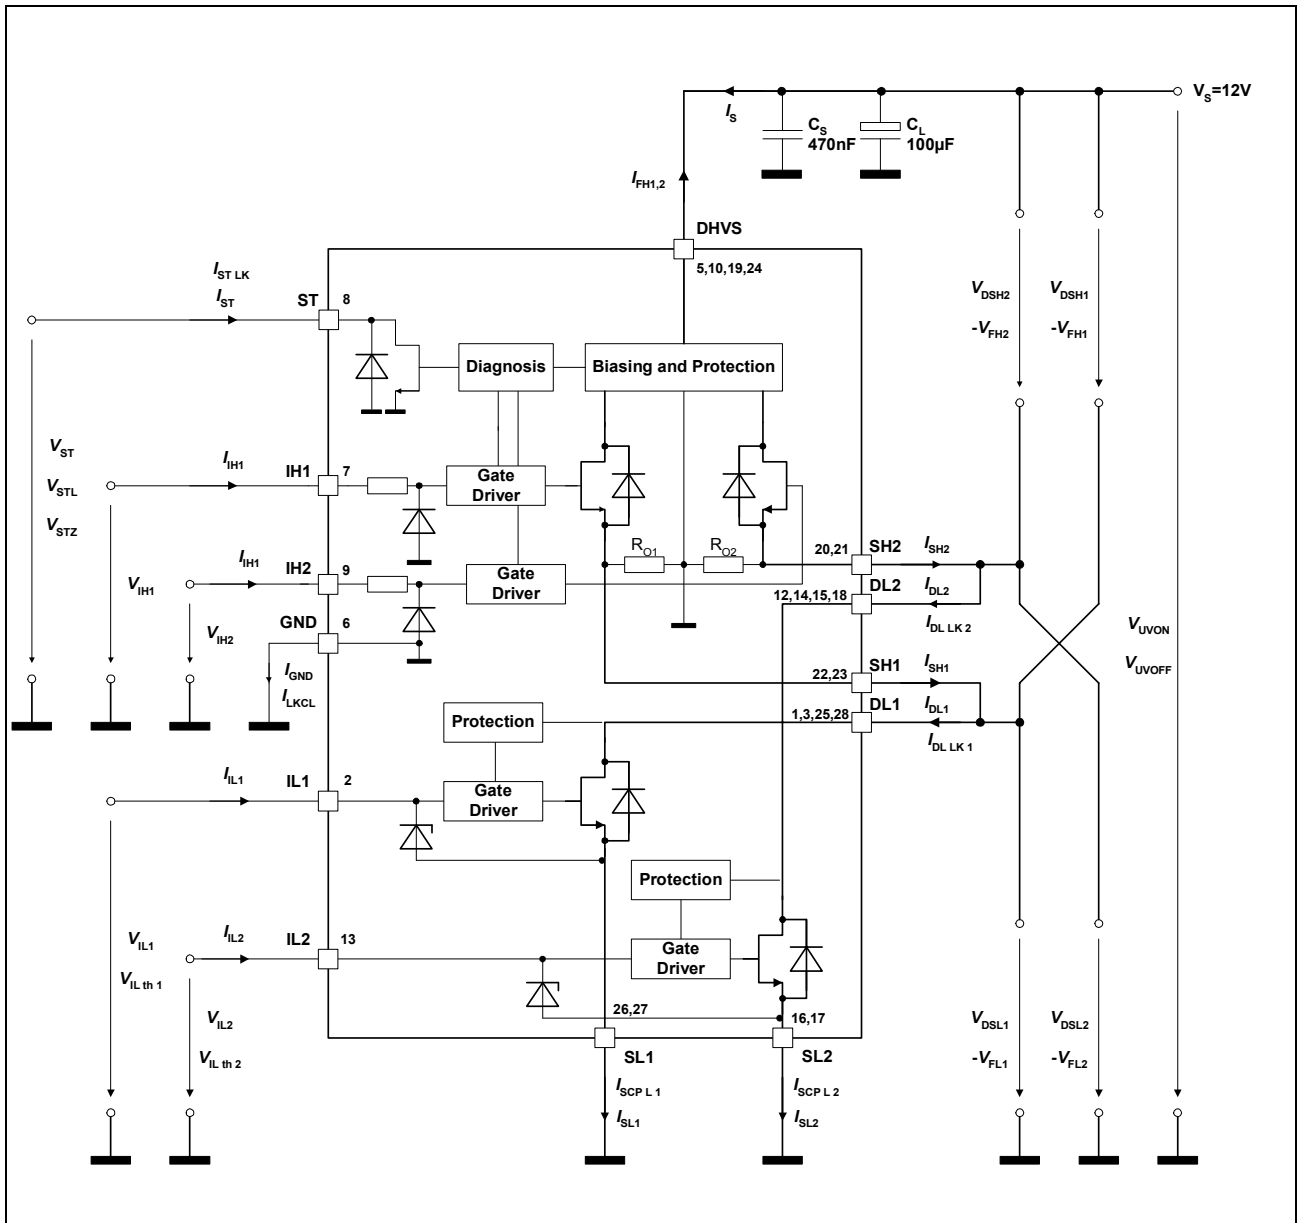 V_S=12V
I_S
C_S
470nF
C_L
100µF
I_FH1,2
DHVS
5,10,19,24
I_ST LK
I_ST
ST
8
V_DSH2
-V_FH2
V_DSH1
-V_FH1
Diagnosis
Biasing and Protection
V_ST
V_STL
V_STZ
I_IH1
IH1
7
Gate
Driver
R_O1
R_O2
20,21
SH2
I_SH2
I_IH1
IH2
9
Gate
Driver
V_IH1
12,14,15,18
DL2
I_DL2
I_DL LK 2
GND
6
V_IH2
V_UVON
V_UVOFF
I_GND
I_LKCL
22,23
SH1
I_SH1
1,3,25,28
DL1
I_DL1
I_DL LK 1
Protection
I_IL1
IL1
2
Gate
Driver
Protection
V_IL1
V_IL th 1
I_IL2
IL2
13
Gate
Driver
V_IL2
V_IL th 2
26,27
16,17
V_DSL1
-V_FL1
V_DSL2
-V_FL2
SL1
SL2
I_SCP L 1
I_SL1
I_SCP L 2
I_SL2